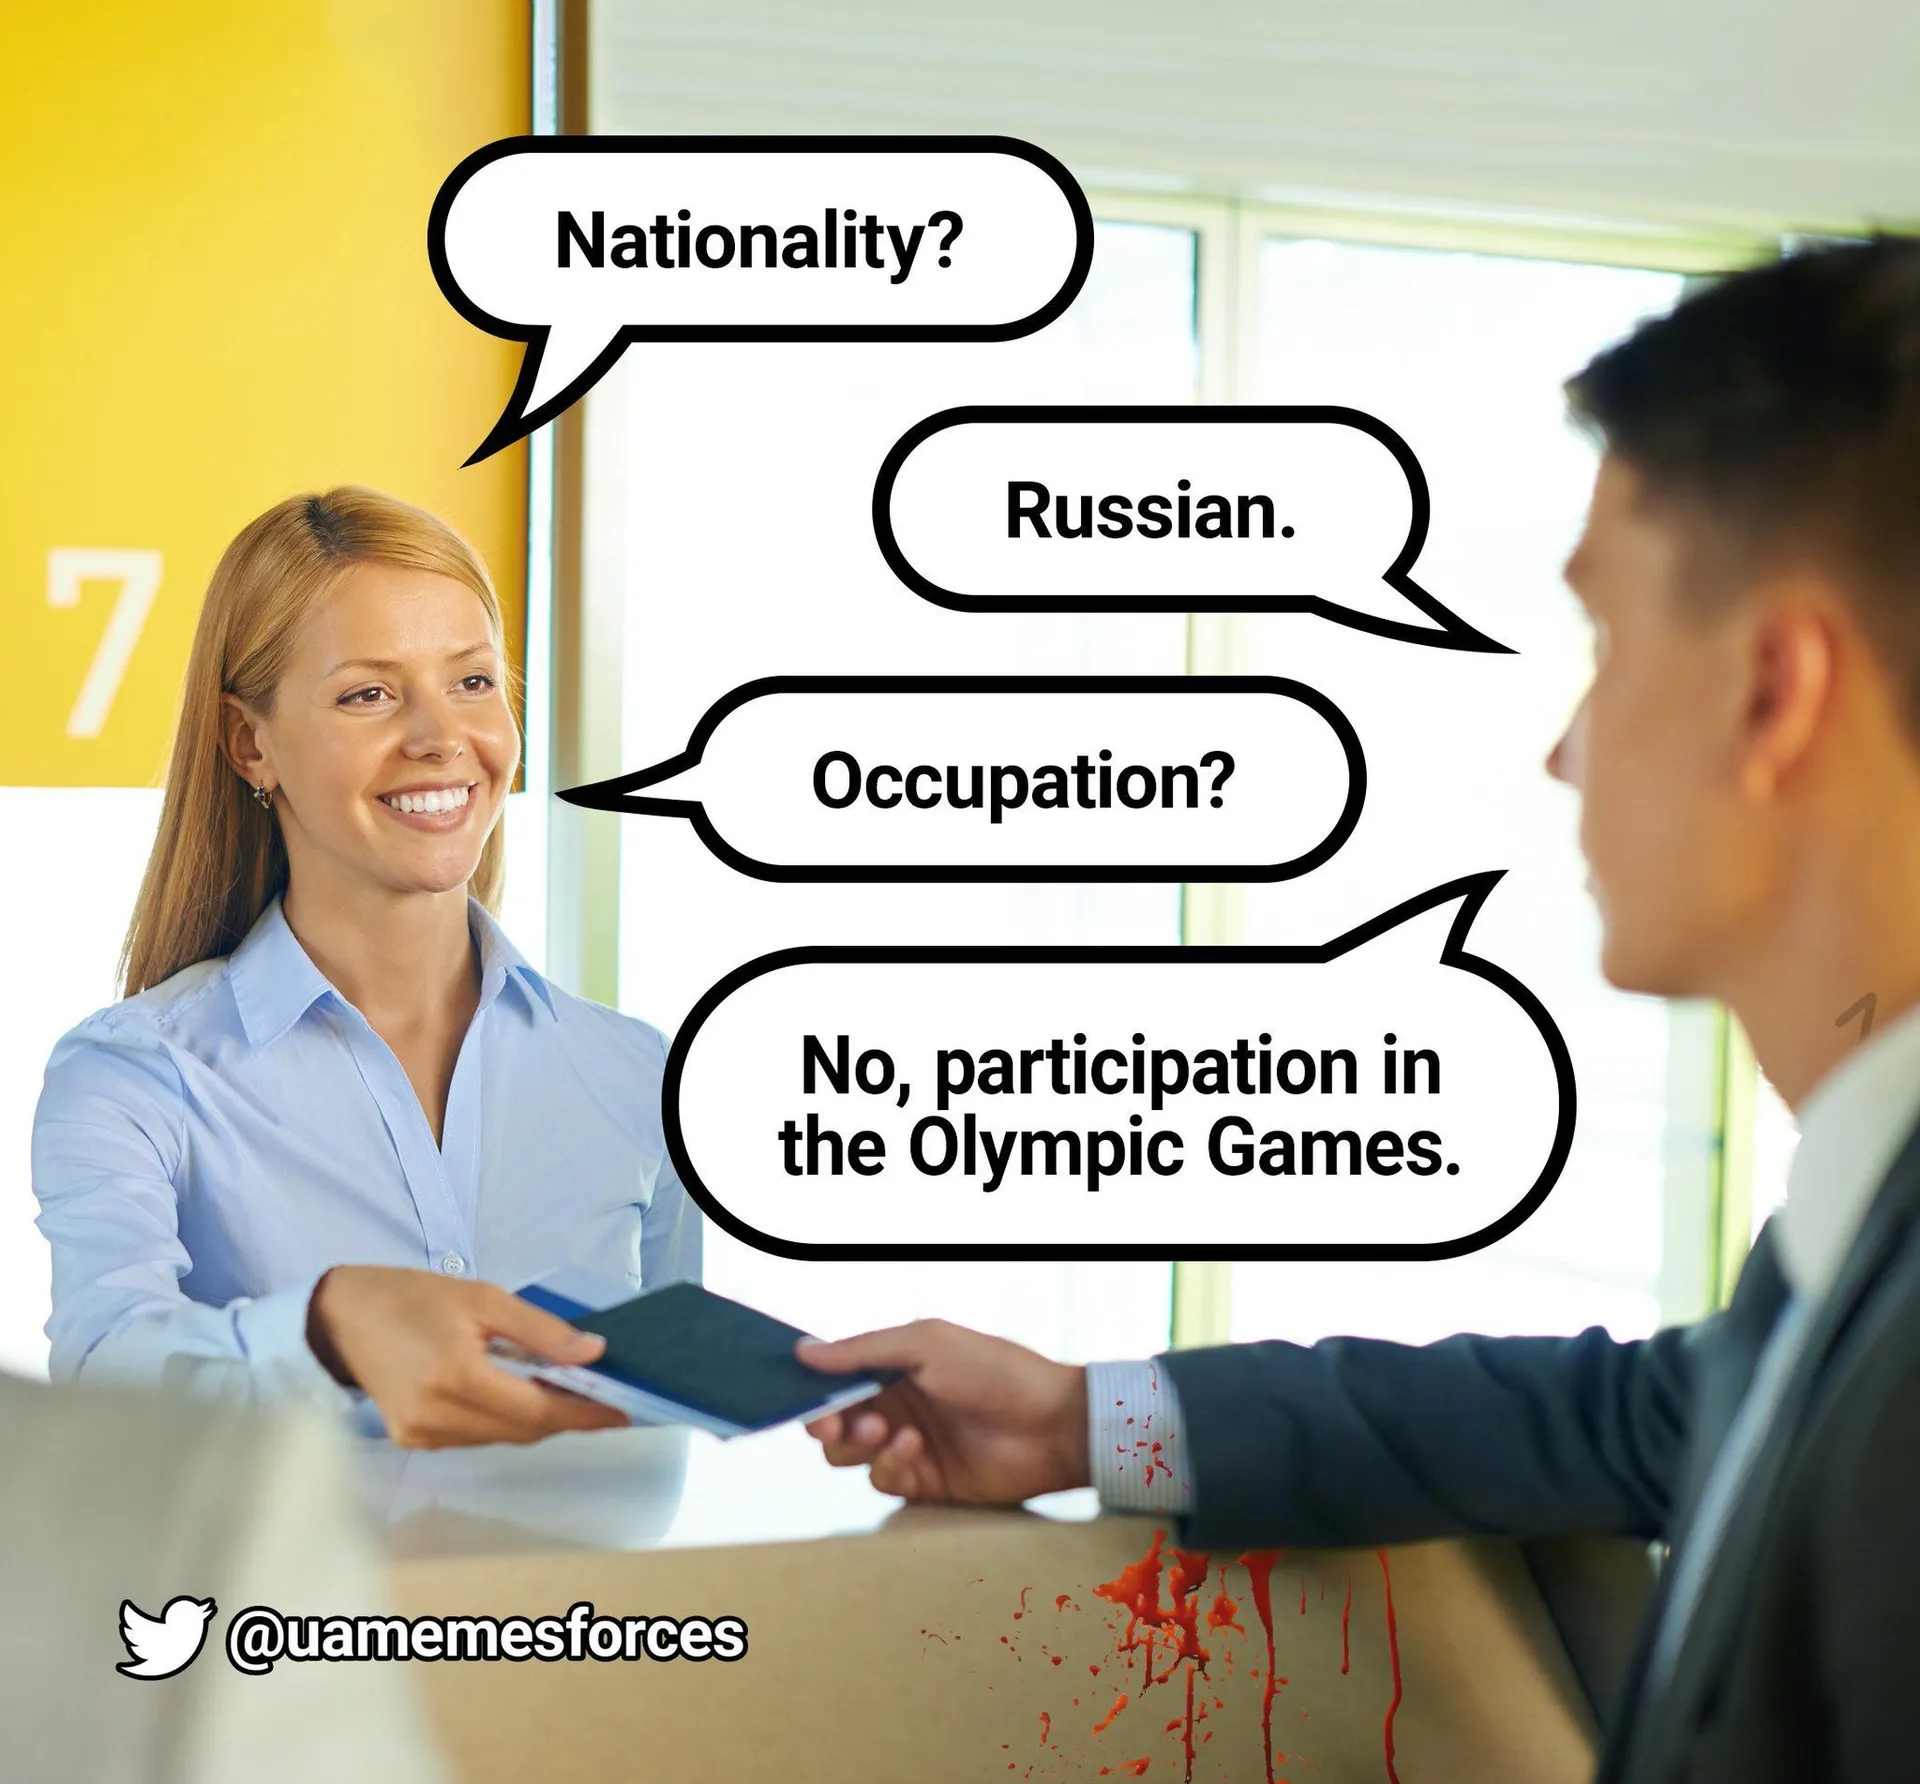 Nationality?
Russian.
Occupation?
No, participation in
the Olympic Games.
7
@uamemesforces